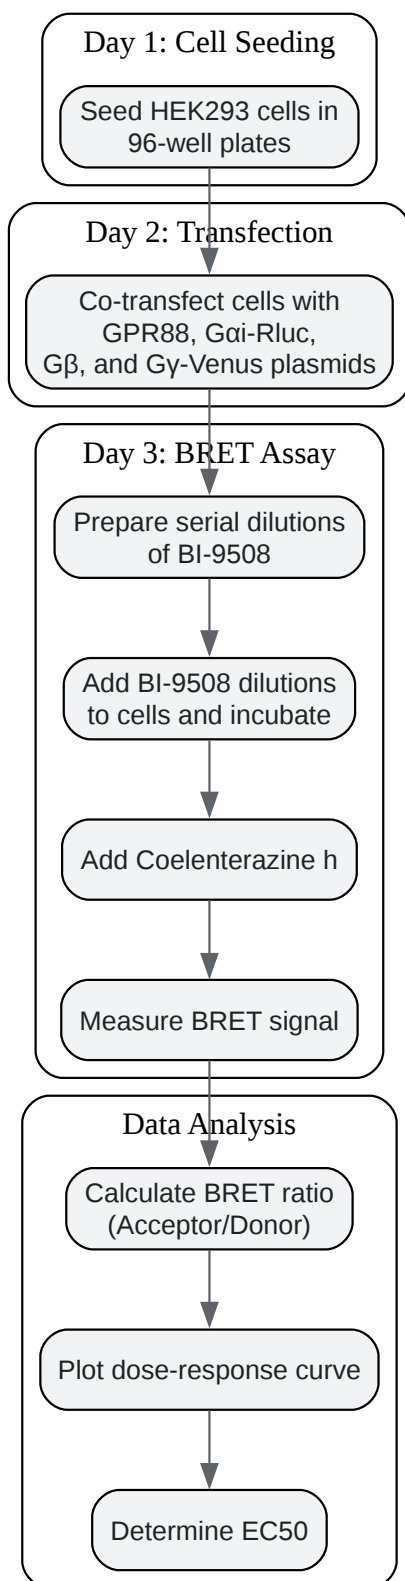 Day 1: Cell Seeding
Seed HEK293 cells in
96-well plates
Day 2: Transfection
Co-transfect cells with
GPR88, Gαi-Rluc,
Gβ, and Gγ-Venus plasmids
Day 3: BRET Assay
Prepare serial dilutions
of BI-9508
Add BI-9508 dilutions
to cells and incubate
Add Coelenterazine h
Measure BRET signal
Data Analysis
Calculate BRET ratio
(Acceptor/Donor)
Plot dose-response curve
Determine EC50